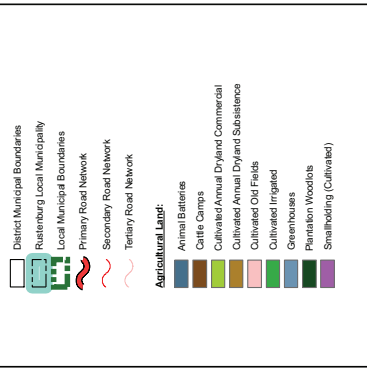 District Municipal Boundaries
Rustenburg Local Municipality
Local Municipal Boundaries
Primary Road Network
Secondary Road Network
Tertiary Road Network
Agricultural Land:
Animal Batteries
Cattle Camps
Cultivated Annual Dryland Commercial
Cultivated Annual Dryland Subsistence
Cultivated Old Fields
Cultivated Irrigated
Greenhouses
Plantation Woodlots
Smallholding (Cultivated)